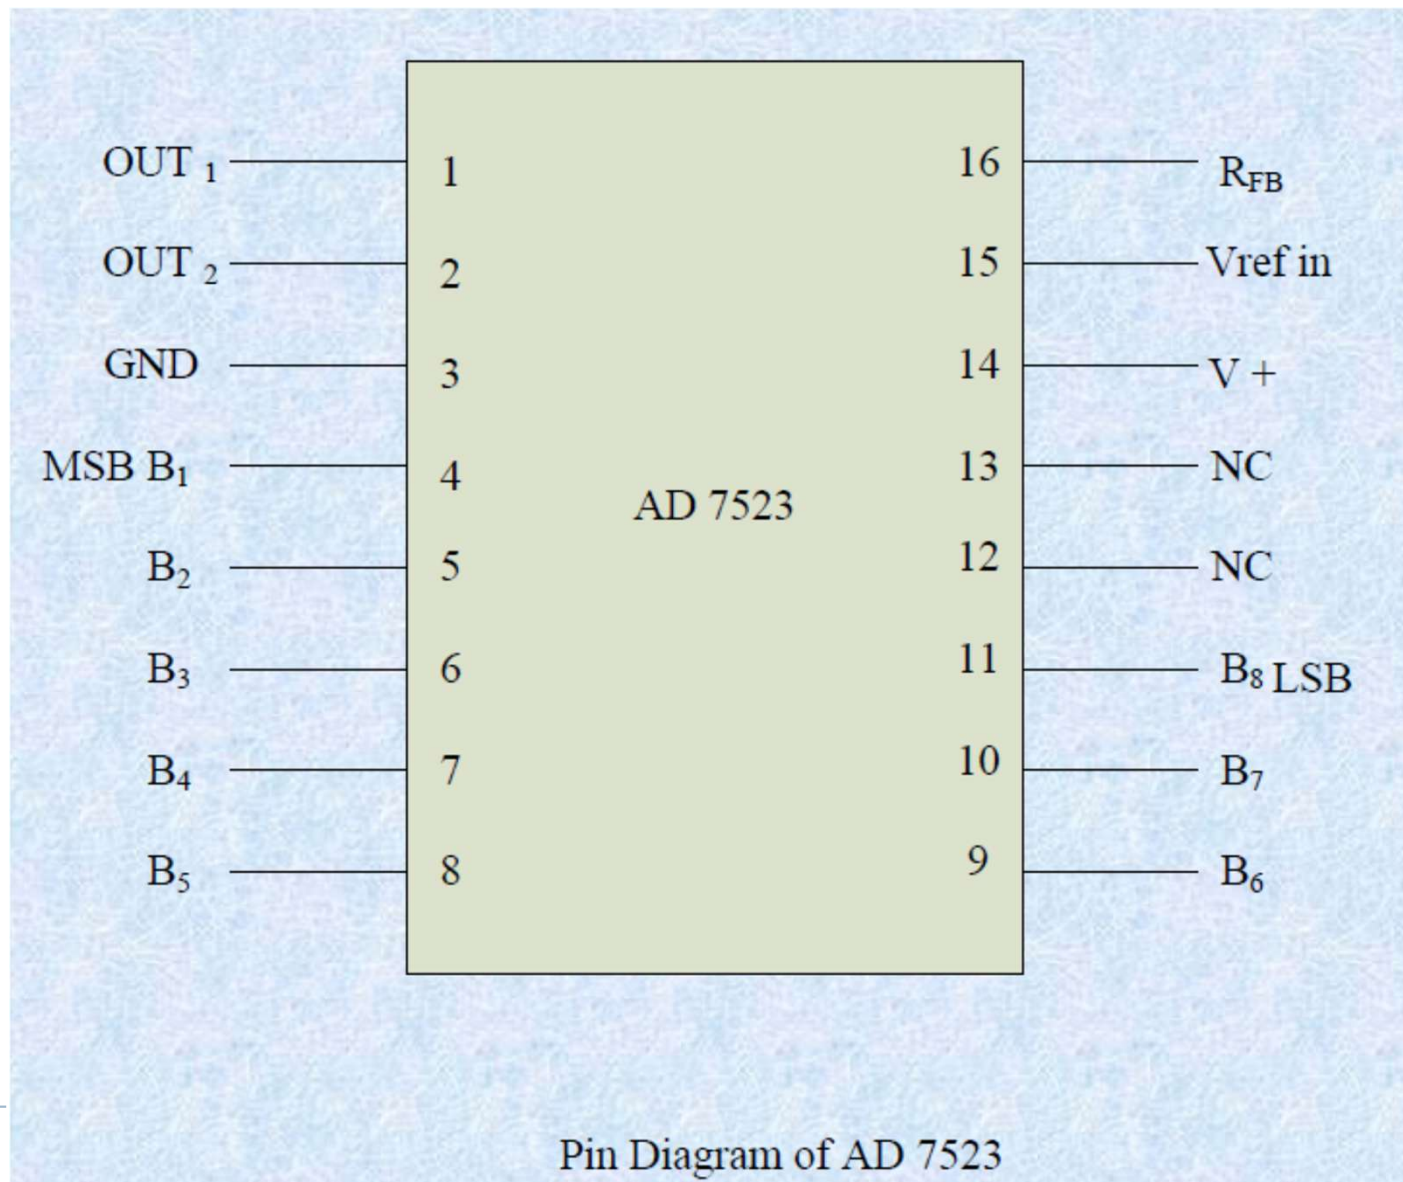 OUT 1 1 16 RFB
OUT 2 2 15 Vref in
GND 3 14 V +
MSB B1 4 13 NC
AD 7523
B2 5 12 NC
B3 6 11 B8 LSB
B4 7 10 B7
B5 8 9 B6
Pin Diagram of AD 7523